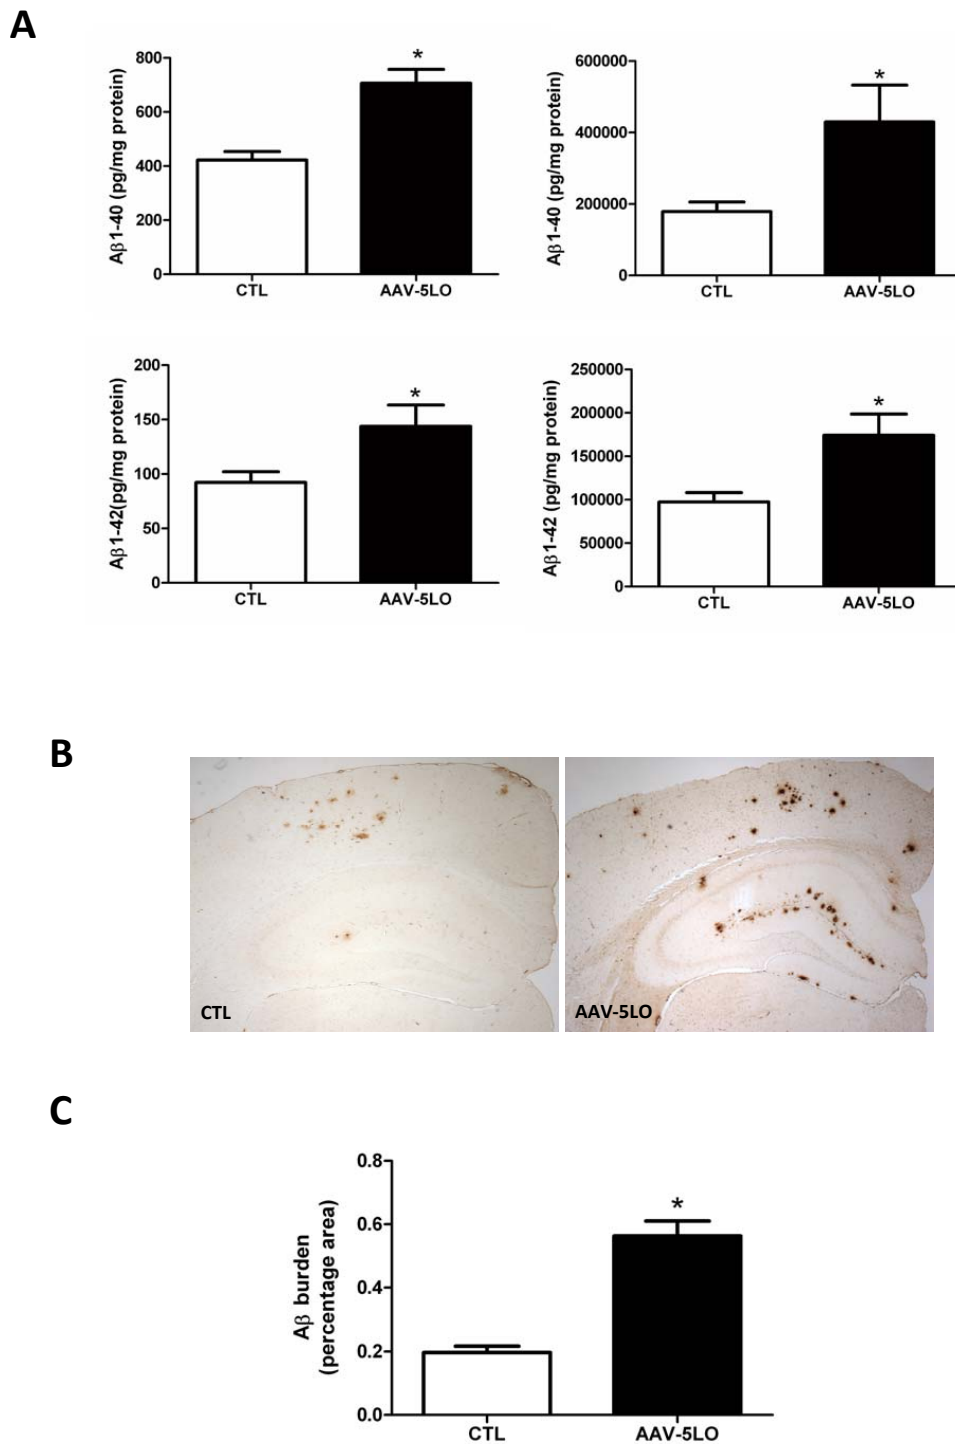 A
800
600
400
200
0
Aβ1-40 (pg/mg protein)
*
CTL
AAV-5LO
600000
400000
200000
0
Aβ1-40 (pg/mg protein)
*
CTL
AAV-5LO
200
150
100
50
0
Aβ1-42(pg/mg protein)
*
CTL
AAV-5LO
250000
200000
150000
100000
50000
0
Aβ1-42 (pg/mg protein)
*
CTL
AAV-5LO
B
CTL
AAV-5LO
C
0.8
0.6
0.4
0.2
0.0
Aβ burden
(percentage area)
*
CTL
AAV-5LO